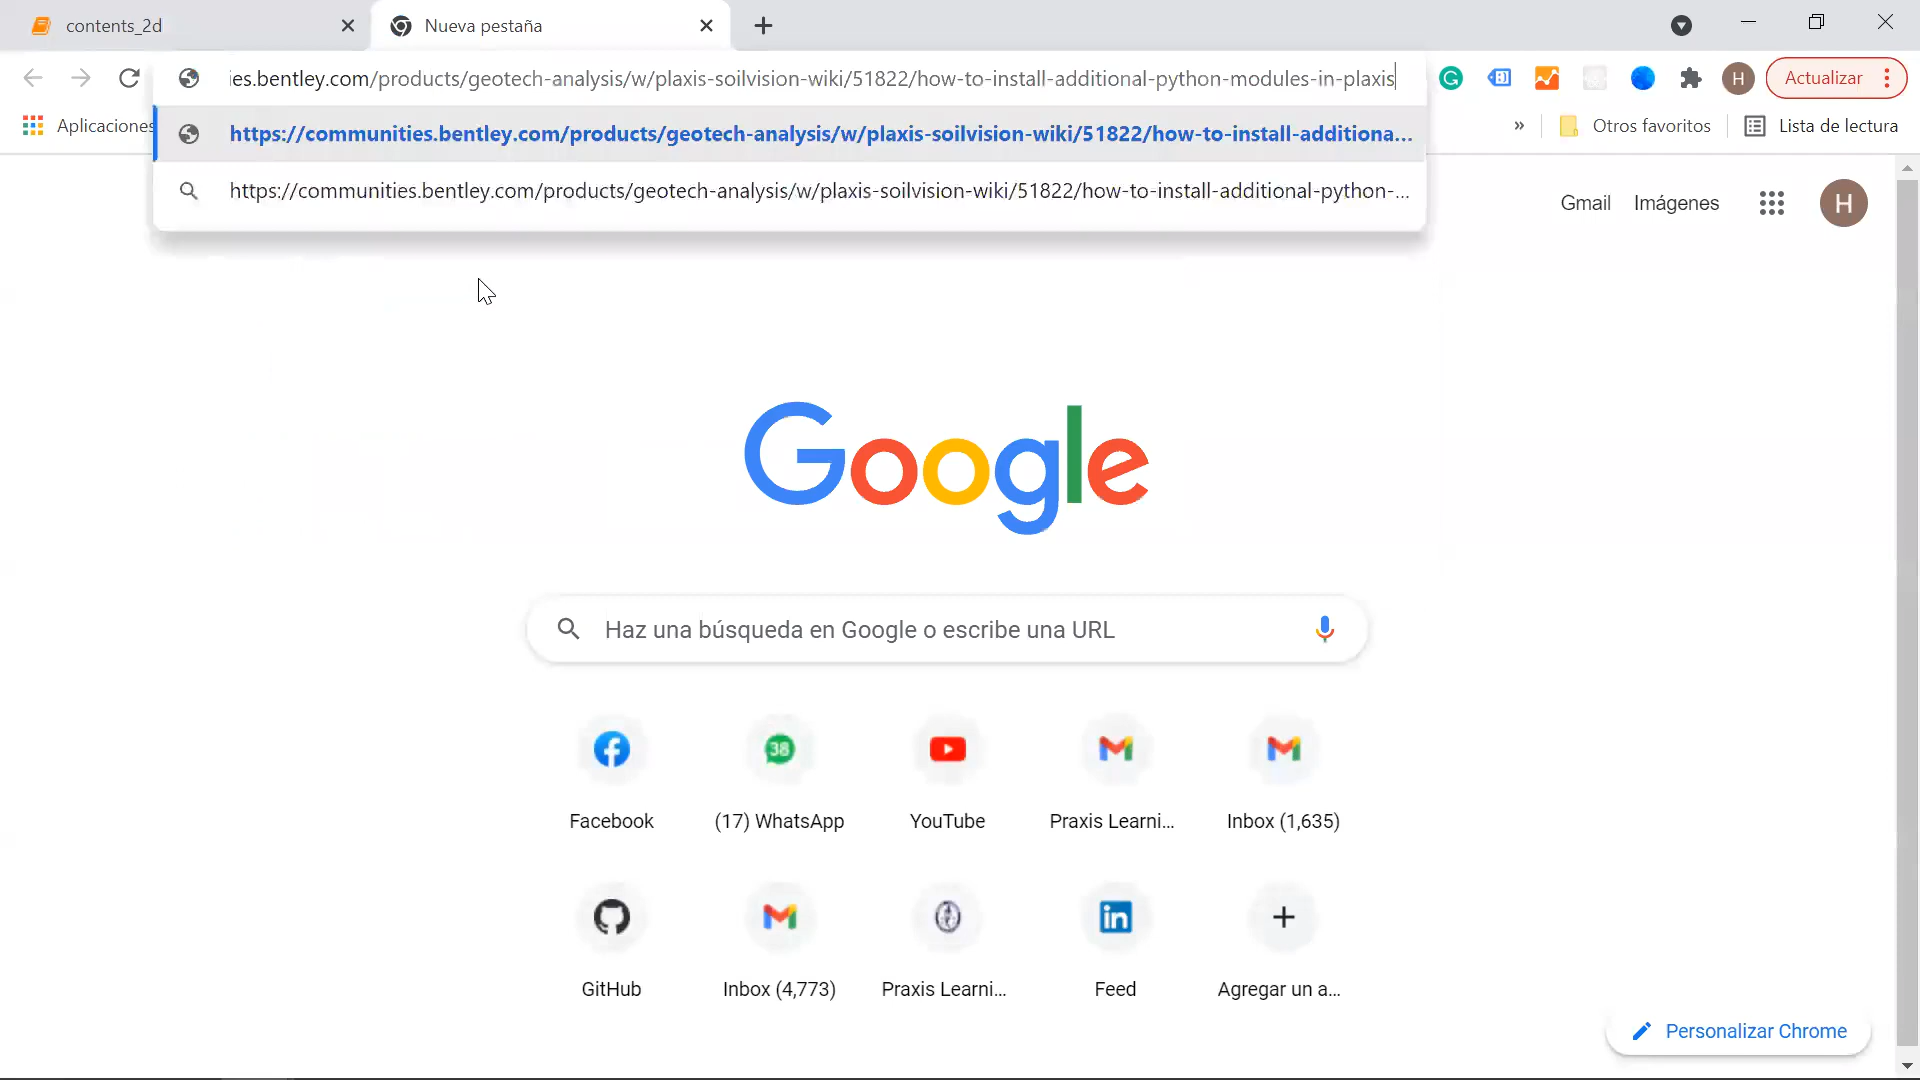 contents_2d
Nueva pestaña
ies.bentley.com/products/geotech-analysis/w/plaxis-soilvision-wiki/51822/how-to-install-additional-python-modules-in-plaxis
H
Actualizar
Aplicaciones
https://communities.bentley.com/products/geotech-analysis/w/plaxis-soilvision-wiki/51822/how-to-install-additiona...
»
Otros favoritos
Lista de lectura
https://communities.bentley.com/products/geotech-analysis/w/plaxis-soilvision-wiki/51822/how-to-install-additional-python-...
Gmail
Imágenes
H
Google
Haz una búsqueda en Google o escribe una URL
38
Facebook
(17) WhatsApp
YouTube
Praxis Learni...
Inbox (1,635)
in
GitHub
Inbox (4,773)
Praxis Learni...
Feed
Agregar un a...
Personalizar Chrome